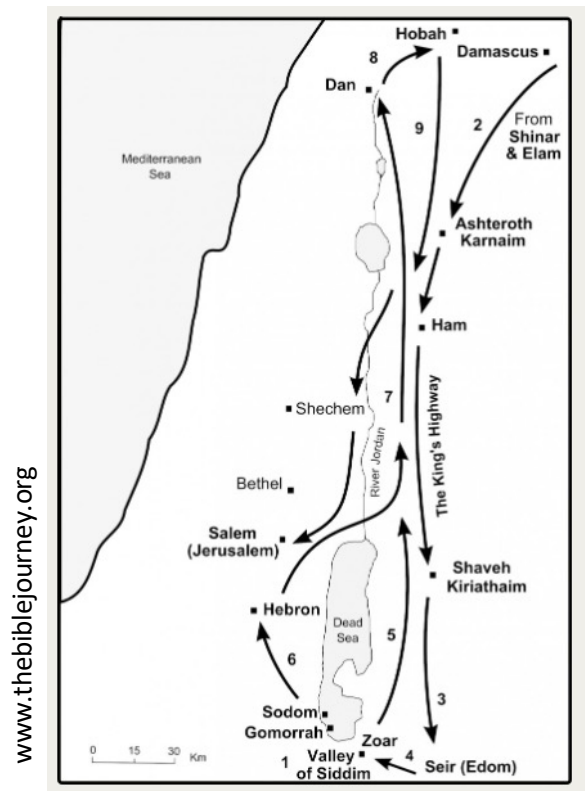 Hobah
Damascus
8
Dan
From
Shinar
& Elam
2
9
Mediterranean
Sea
Ashteroth
Karnaim
Ham
The King's Highway
7
Shechem
River Jordan
Bethel
Salem
(Jerusalem)
Shaveh
Kiriathaim
Hebron
Dead
Sea
5
6
3
Sodom
Gomorrah
Zoar
1
Valley
of Siddim
4
Seir (Edom)
0 15 30 Km
www.thebiblejourney.org